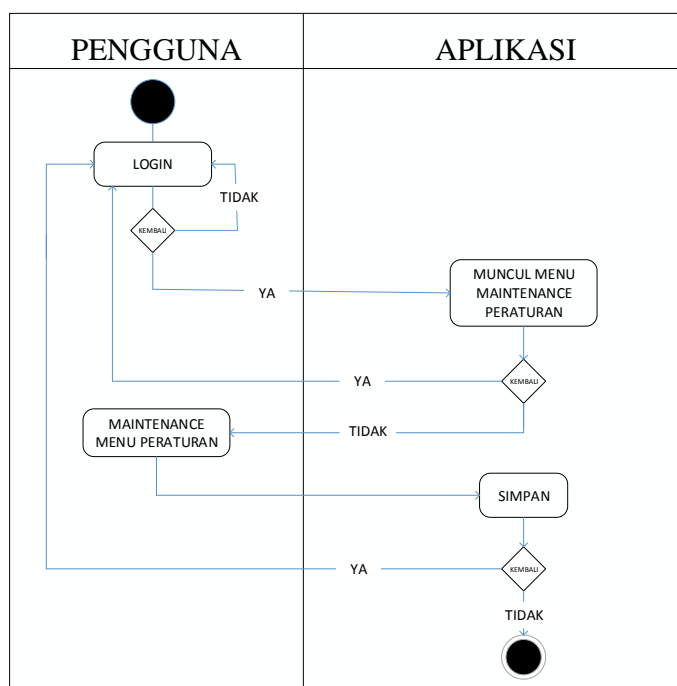 PENGGUNA
APLIKASI
LOGIN
TIDAK
KEMBALI
YA
MUNCUL MENU
MAINTENANCE
PERATURAN
KEMBALI
YA
MAINTENANCE
MENU PERATURAN
TIDAK
SIMPAN
KEMBALI
YA
TIDAK